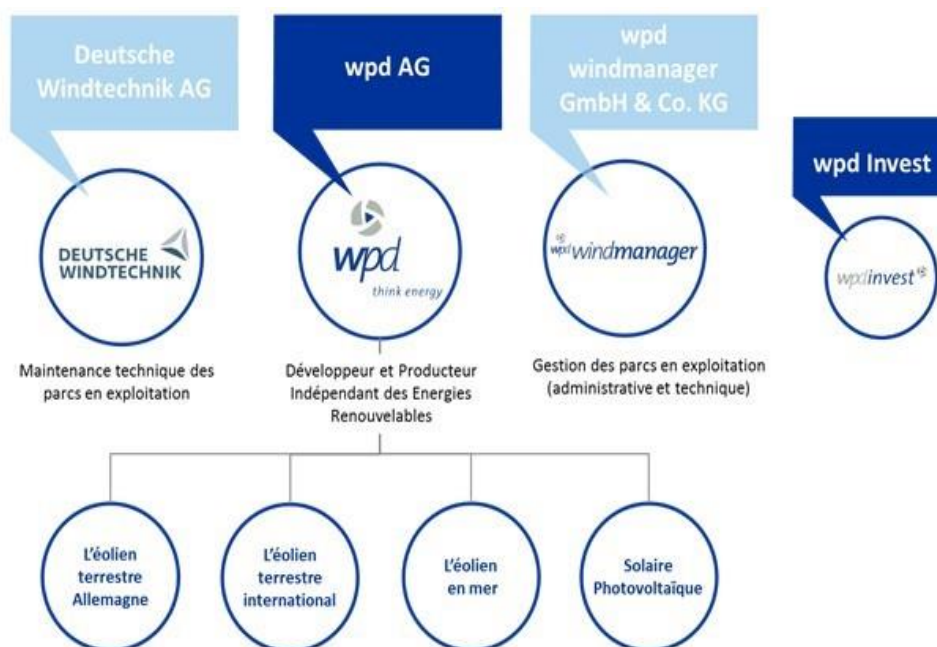 Deutsche
Windtechnik AG
wpd AG
wpd
windmanager
GmbH & Co. KG
wpd Invest
DEUTSCHE
WINDTECHNIK
wpd
think energy
wpd windmanager
wpdinvest
Maintenance technique des
parcs en exploitation
Développeur et Producteur
Indépendant des Energies
Renouvelables
Gestion des parcs en exploitation
(administrative et technique)
L'éolien
terrestre
Allemagne
L'éolien
terrestre
international
L'éolien
en mer
Solaire
Photovoltaïque